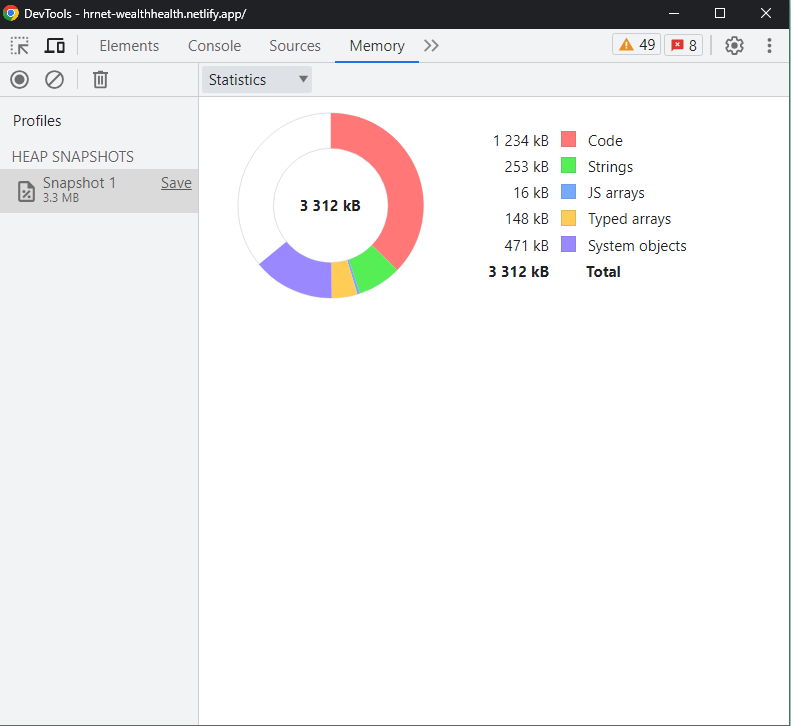 DevTools - hrnet-wealthhealth.netlify.app/
Elements Console Sources Memory 49 8
Statistics
Profiles
HEAP SNAPSHOTS
Snapshot 1 Save
3.3 MB
3 312 kB
1 234 kB Code
253 kB Strings
16 kB JS arrays
148 kB Typed arrays
471 kB System objects
3 312 kB Total